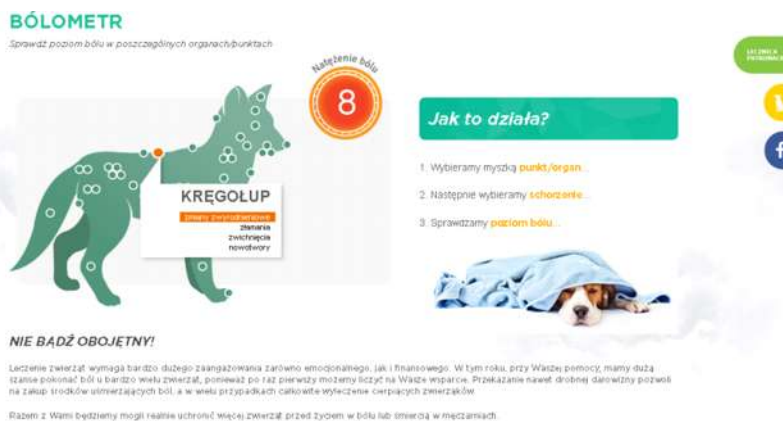 BÓLOMETR
Sprawdź poziom bólu w poszczególnych organach/punktach
Natężenie bólu
8
KRĘGOŁUP
zmiany zwyrodnieniowe
złamania
zwichnięcia
nowotwory
Jak to działa?
1. Wybieramy myszką punkt/organ...
2. Następnie wybieramy schorzenie...
3. Sprawdzamy poziom bólu...
NIE BĄDŹ OBOJĘTNY!
Leczenie zwierząt wymaga bardzo dużego zaangażowania zarówno emocjonalnego, jak i finansowego. W tym roku, przy Waszej pomocy, mamy dużą
szansę pokonać ból u bardzo wielu zwierząt, ponieważ po raz pierwszy możemy liczyć na Wasze wsparcie. Przekazanie nawet drobnej darowizny pozwoli
na zakup środków uśmierzających ból, a w wielu przypadkach całkowite wyleczenie cierpiących zwierzaków.
Razem z Wami będziemy mogli realnie uchronić więcej zwierząt przed życiem w bólu lub śmiercią w męczarniach.